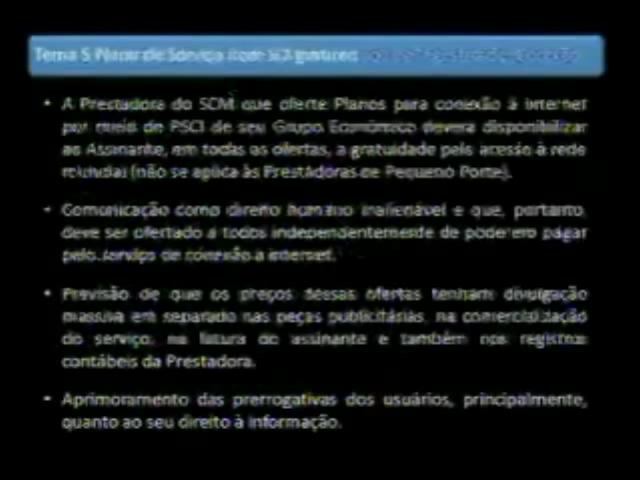 Tema 5 Plano de Serviço
• A Prestadora do SCM que oferte Planos para conexão à internet
por meio de PSCI de seu Grupo Econômico deverá disponibilizar
ao Assinante, em todas as ofertas, a gratuidade pelo acesso à rede
mundial (não se aplica às Prestadoras de Pequeno Porte).
• Comunicação como direito humano inalienável e que, portanto,
deve ser ofertado a todos independentemente de poderem pagar
pelo serviço de conexão a internet.
• Previsão de que os preços dessas ofertas tenham divulgação
massiva em separado nas peças publicitárias, na comercialização
do serviço, na fatura do assinante e também nos registros
contábeis da Prestadora.
• Aprimoramento das prerrogativas dos usuários, principalmente,
quanto ao seu direito à informação.